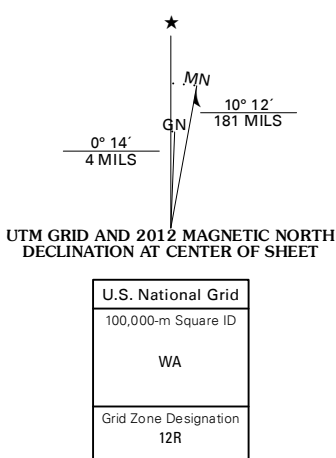 ★
MN
GN
10° 12´
181 MILS
0° 14´
4 MILS
UTM GRID AND 2012 MAGNETIC NORTH
DECLINATION AT CENTER OF SHEET
U.S. National Grid
100,000-m Square ID
WA
Grid Zone Designation
12R